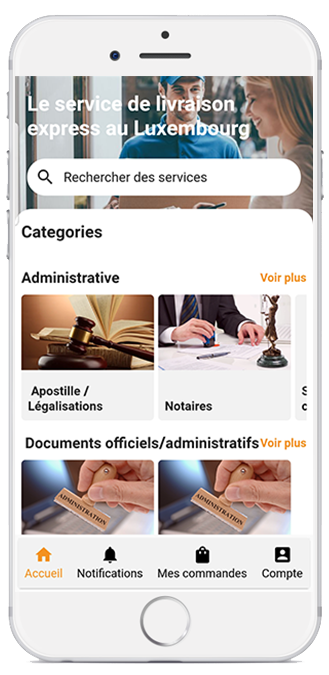 Le service de livraison
express au Luxembourg
Rechercher des services
Categories
Administrative Voir plus
Apostille /
Légalisations
Notaires
Documents officiels/administratifs Voir plus
ADMINISTRATION
ADMINISTRATION
Accueil Notifications Mes commandes Compte